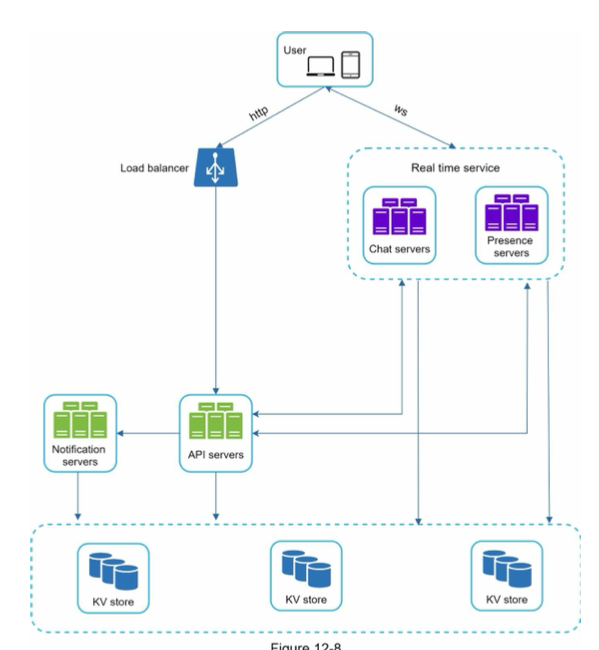 User
http
ws
Load balancer
Real time service
Chat servers
Presence
servers
Notification
servers
API servers
KV store
KV store
KV store
Figure 12-8